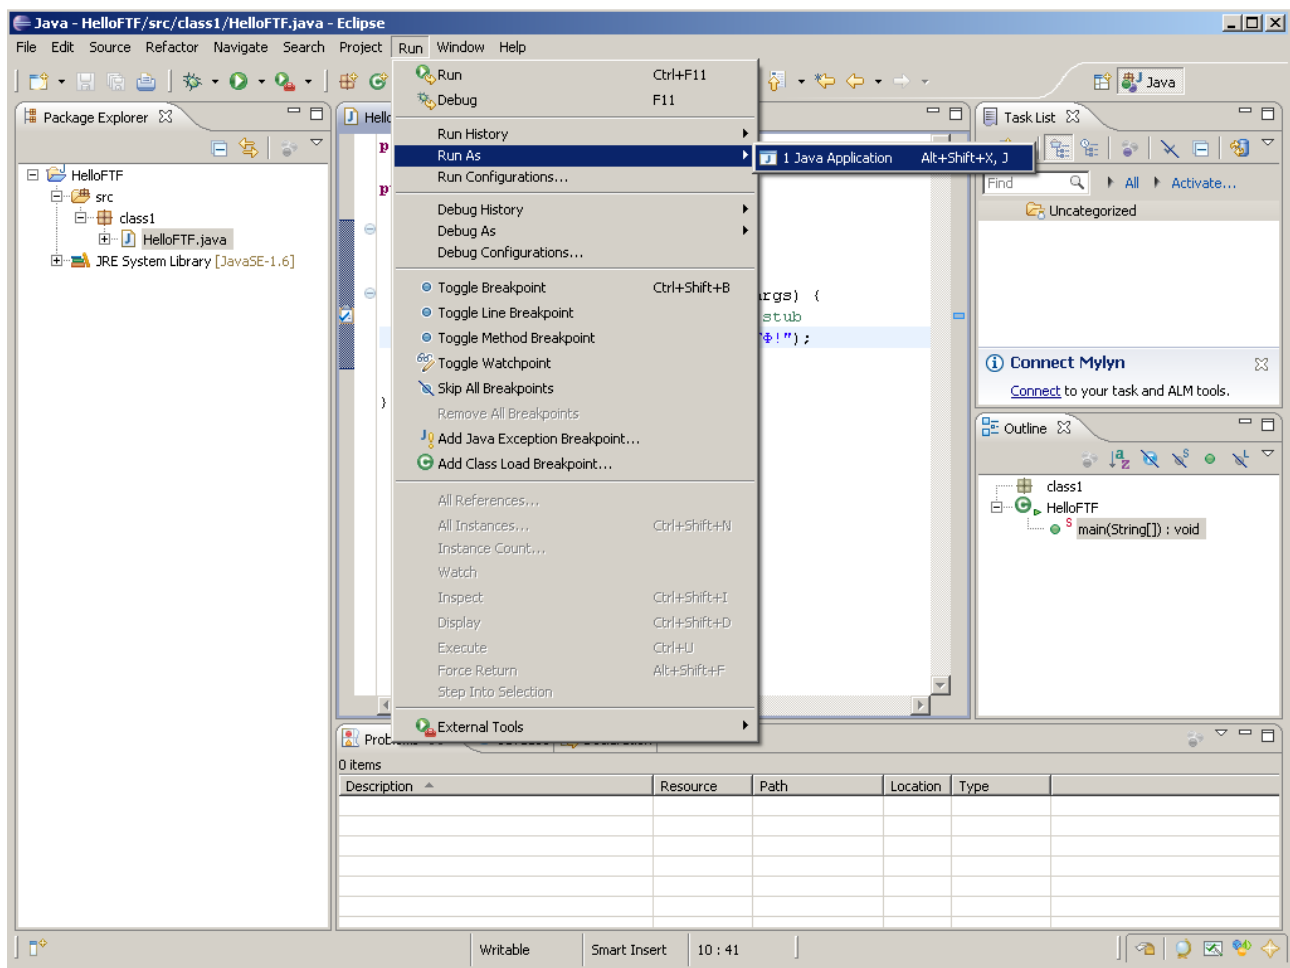 Java - HelloFTF/src/class1/HelloFTF.java - Eclipse
File Edit Source Refactor Navigate Search Project Run Window Help
Java
Package Explorer
HelloFTF
src
class1
HelloFTF.java
JRE System Library [JavaSE-1.6]
Run Ctrl+F11
Debug F11
Run History
Run As
Run Configurations...
Debug History
Debug As
Debug Configurations...
Toggle Breakpoint Ctrl+Shift+B
Toggle Line Breakpoint
Toggle Method Breakpoint
Toggle Watchpoint
Skip All Breakpoints
Remove All Breakpoints
Add Java Exception Breakpoint...
Add Class Load Breakpoint...
All References...
All Instances... Ctrl+Shift+N
Instance Count...
Watch
Inspect Ctrl+Shift+I
Display Ctrl+Shift+D
Execute Ctrl+U
Force Return Alt+Shift+F
Step Into Selection
External Tools
1 Java Application Alt+Shift+X, J
p
p
args) {
stub
Ф!");
}
Task List
Find All Activate...
Uncategorized
Connect Mylyn
Connect to your task and ALM tools.
Outline
class1
HelloFTF
S main(String[]) : void
0 items
Description Resource Path Location Type
Writable Smart Insert 10 : 41